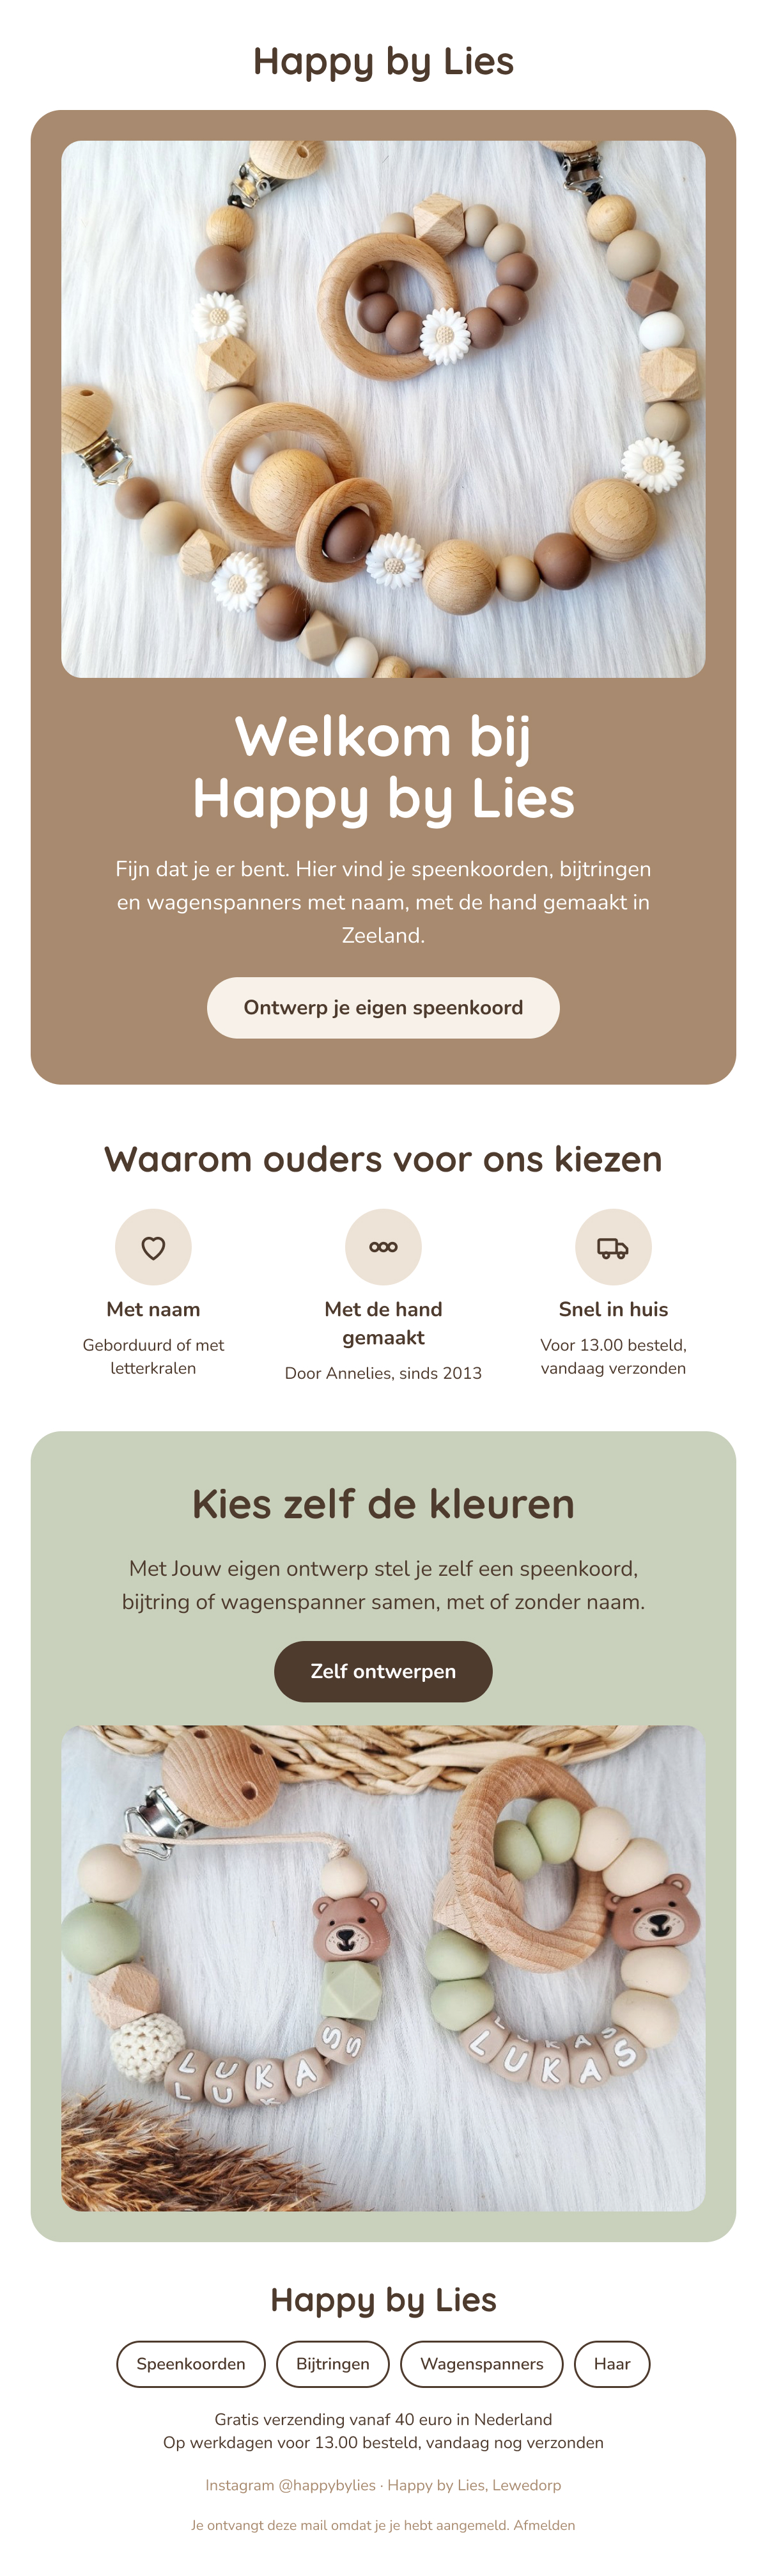 Happy by Lies
Welkom bij
Happy by Lies
Fijn dat je er bent. Hier vind je speenkoorden, bijtringen
en wagenspanners met naam, met de hand gemaakt in
Zeeland.
Ontwerp je eigen speenkoord
Waarom ouders voor ons kiezen
Met naam
Geborduurd of met
letterkralen
Met de hand
gemaakt
Door Annelies, sinds 2013
Snel in huis
Voor 13.00 besteld,
vandaag verzonden
Kies zelf de kleuren
Met Jouw eigen ontwerp stel je zelf een speenkoord,
bijtring of wagenspanner samen, met of zonder naam.
Zelf ontwerpen
LUKAS
LUKAS
Happy by Lies
Speenkoorden
Bijtringen
Wagenspanners
Haar
Gratis verzending vanaf 40 euro in Nederland
Op werkdagen voor 13.00 besteld, vandaag nog verzonden
Instagram @happybylies · Happy by Lies, Lewedorp
Je ontvangt deze mail omdat je je hebt aangemeld. Afmelden